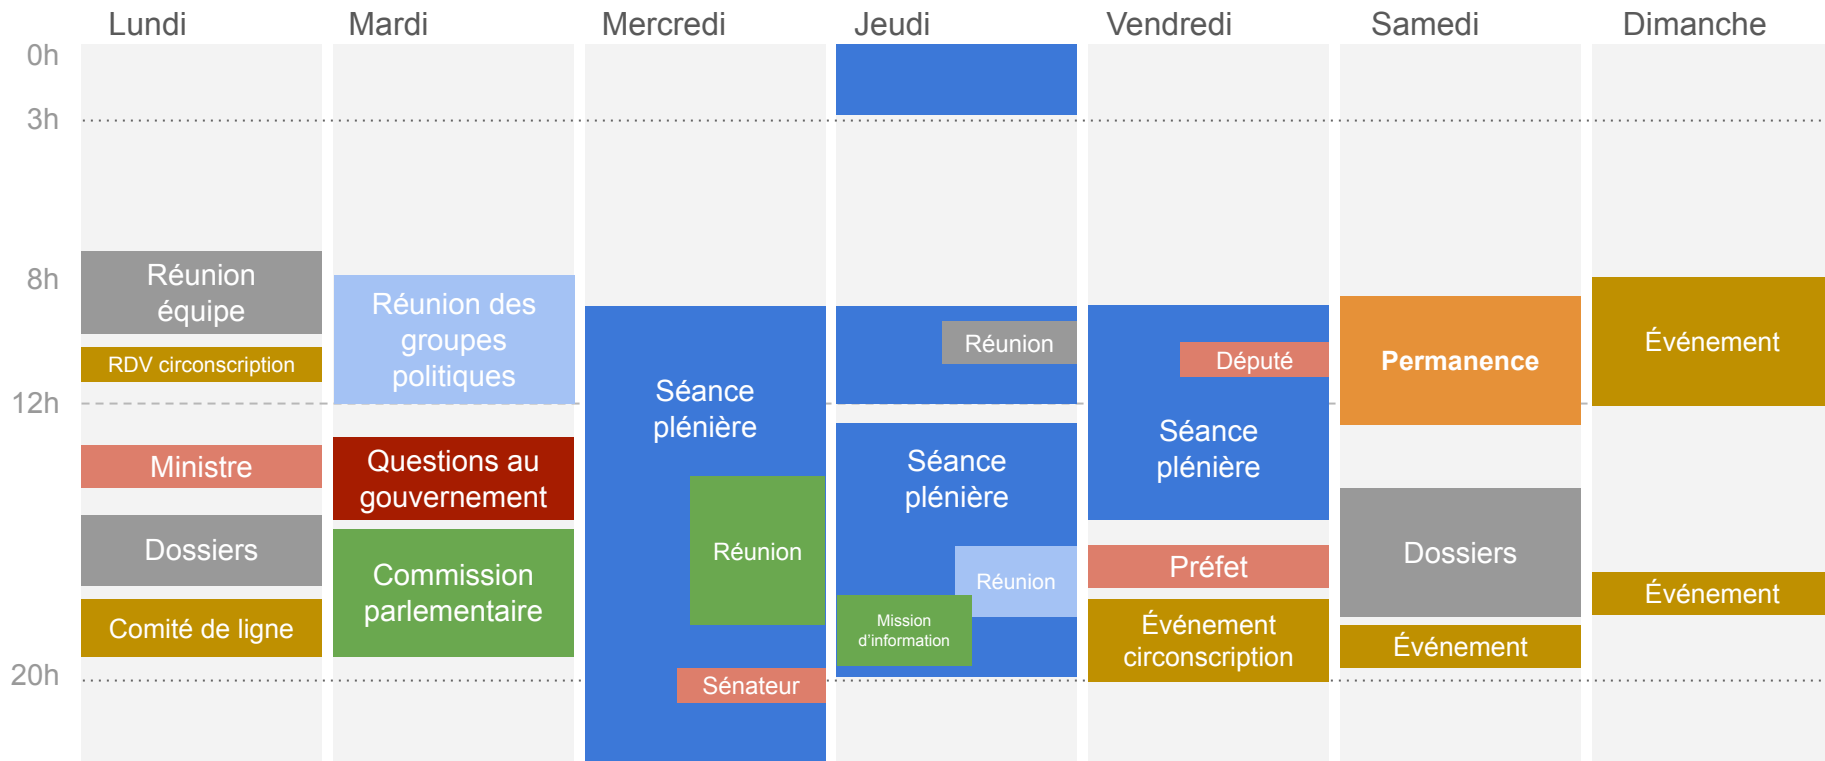 Lundi
Mardi
Mercredi
Jeudi
Vendredi
Samedi
Dimanche
0h
3h
8h
12h
20h
Réunion
équipe
RDV circonscription
Ministre
Dossiers
Comité de ligne
Réunion des
groupes
politiques
Questions au
gouvernement
Commission
parlementaire
Séance
plénière
Réunion
Sénateur
Réunion
Séance
plénière
Réunion
Mission
d'information
Député
Séance
plénière
Préfet
Événement
circonscription
Permanence
Dossiers
Événement
Événement
Événement